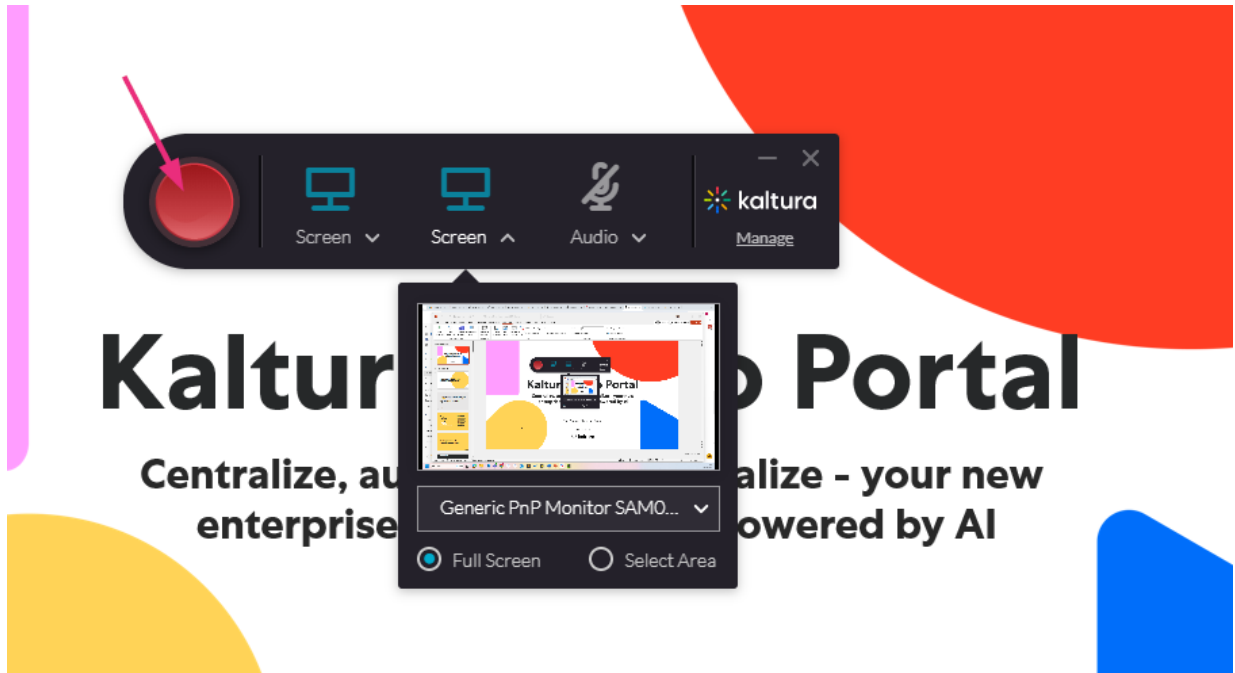 kaltura
Screen
Screen
Audio
Manage
Kaltur Portal
Centralize, au alize - your new
enterprise owered by AI
Generic PnP Monitor SAM0...
Full Screen
Select Area